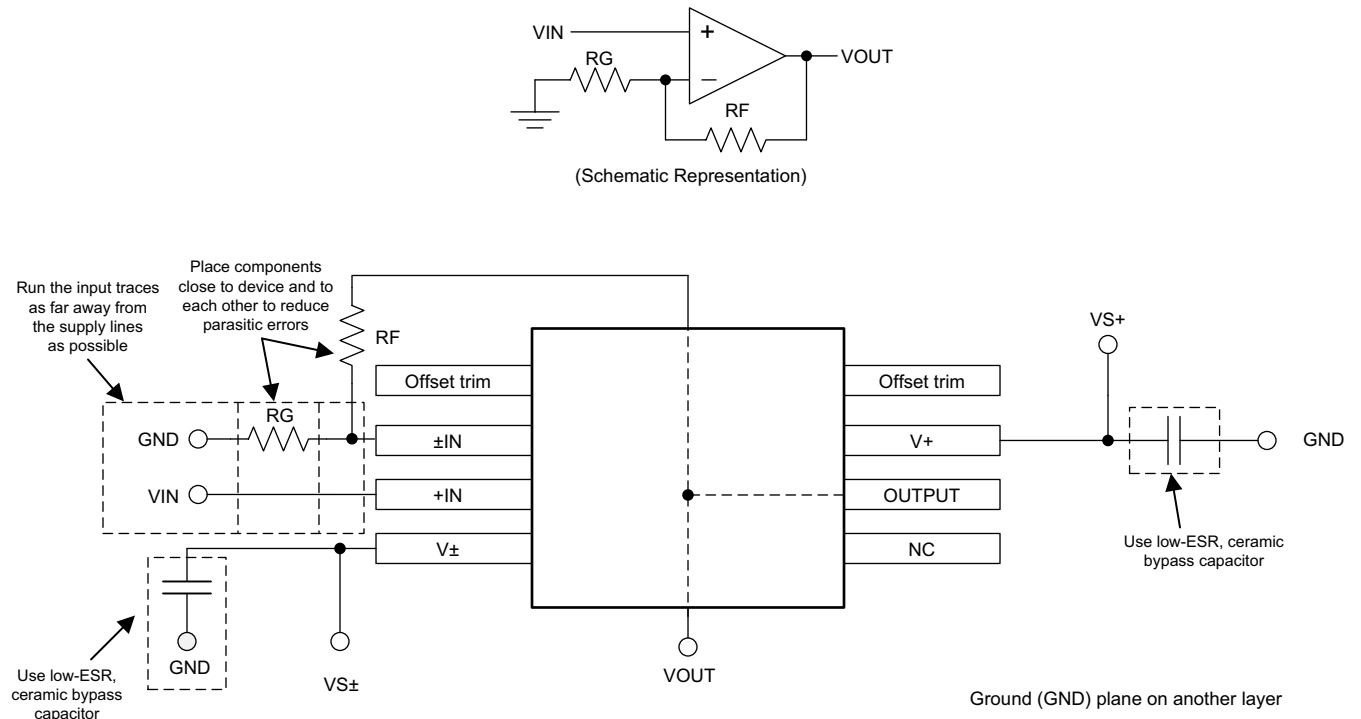 VIN
+
RG
−
VOUT
RF
(Schematic Representation)
Run the input traces
as far away from
the supply lines
as possible
Place components
close to device and to
each other to reduce
parasitic errors
RF
VS+
Offset trim
Offset trim
RG
GND
±IN
V+
GND
VIN
+IN
OUTPUT
V±
NC
Use low-ESR, ceramic
bypass capacitor
GND
VS±
VOUT
Use low-ESR,
ceramic bypass
capacitor
Ground (GND) plane on another layer